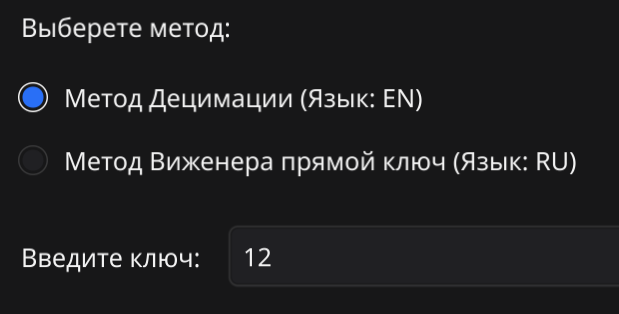 Выберете метод:
Метод Децимации (Язык: EN)
Метод Виженера прямой ключ (Язык: RU)
Введите ключ: 12